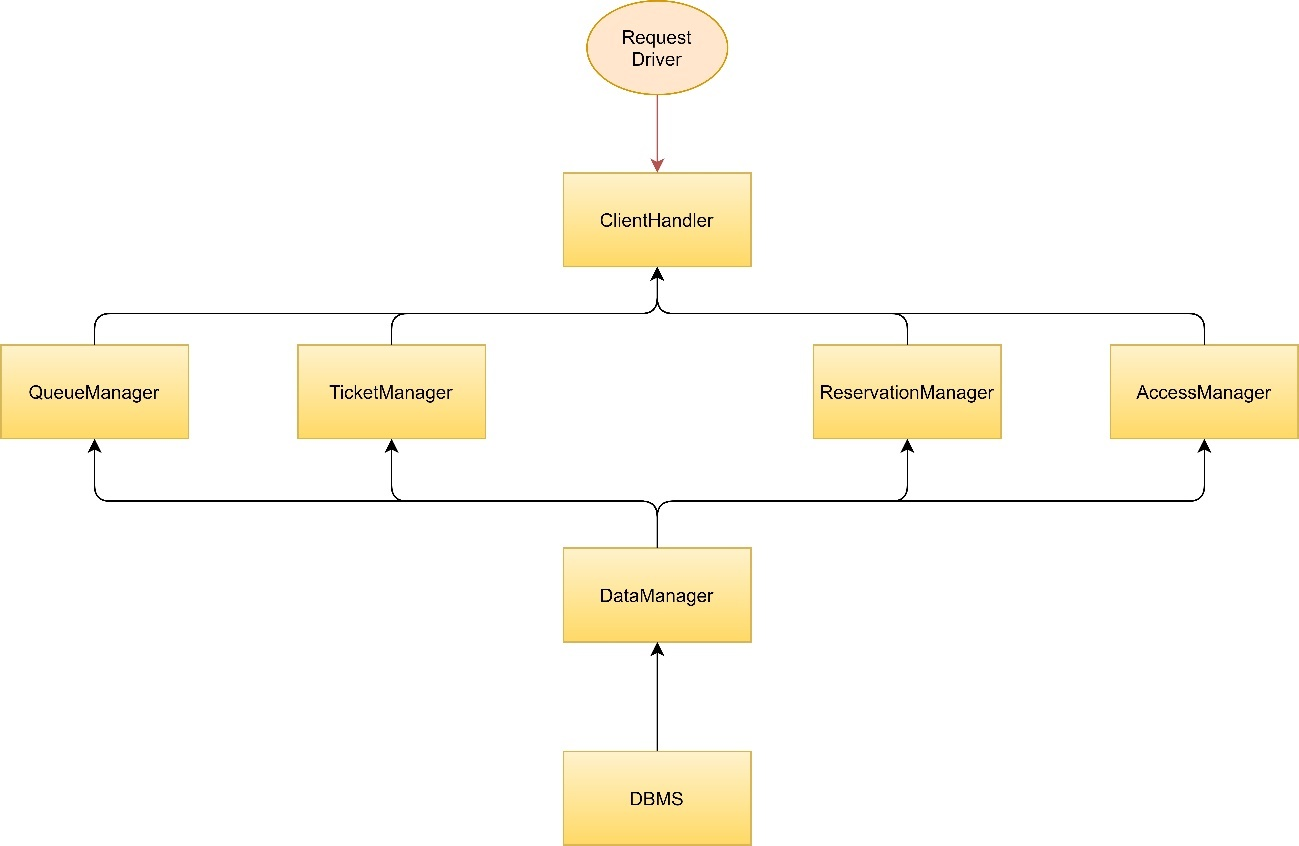 Request
Driver
ClientHandler
QueueManager
TicketManager
ReservationManager
AccessManager
DataManager
DBMS